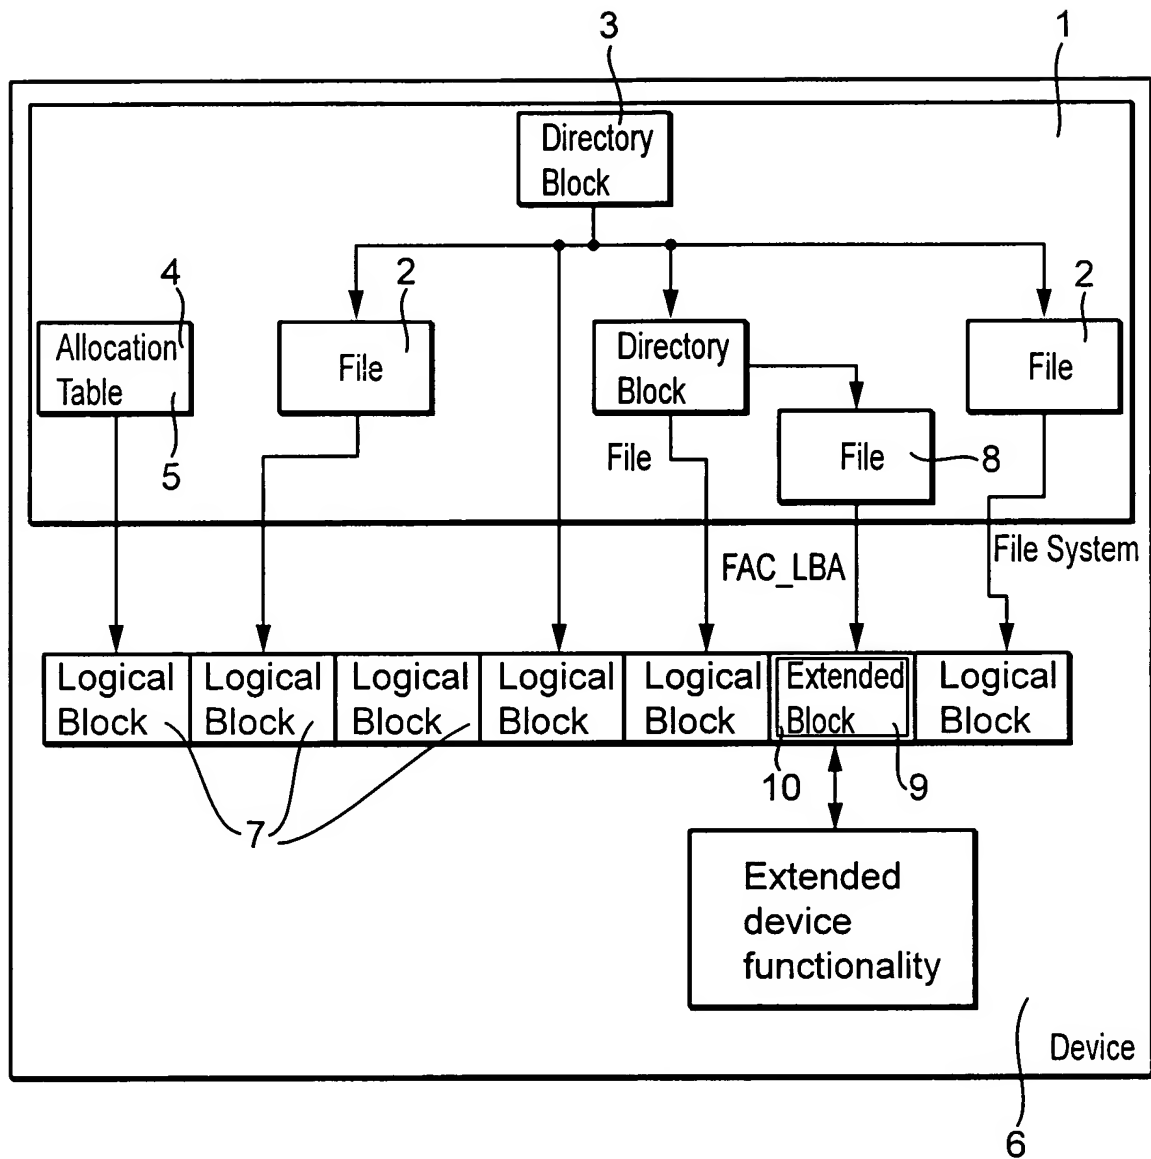 3
1
Directory
Block
4
2
2
Allocation
Table
File
Directory
Block
File
5
File
File
8
File System
FAC_LBA
Logical
Block
Logical
Block
Logical
Block
Logical
Block
Logical
Block
Extended
Block
Logical
Block
7
10
9
Extended
device
functionality
Device
6